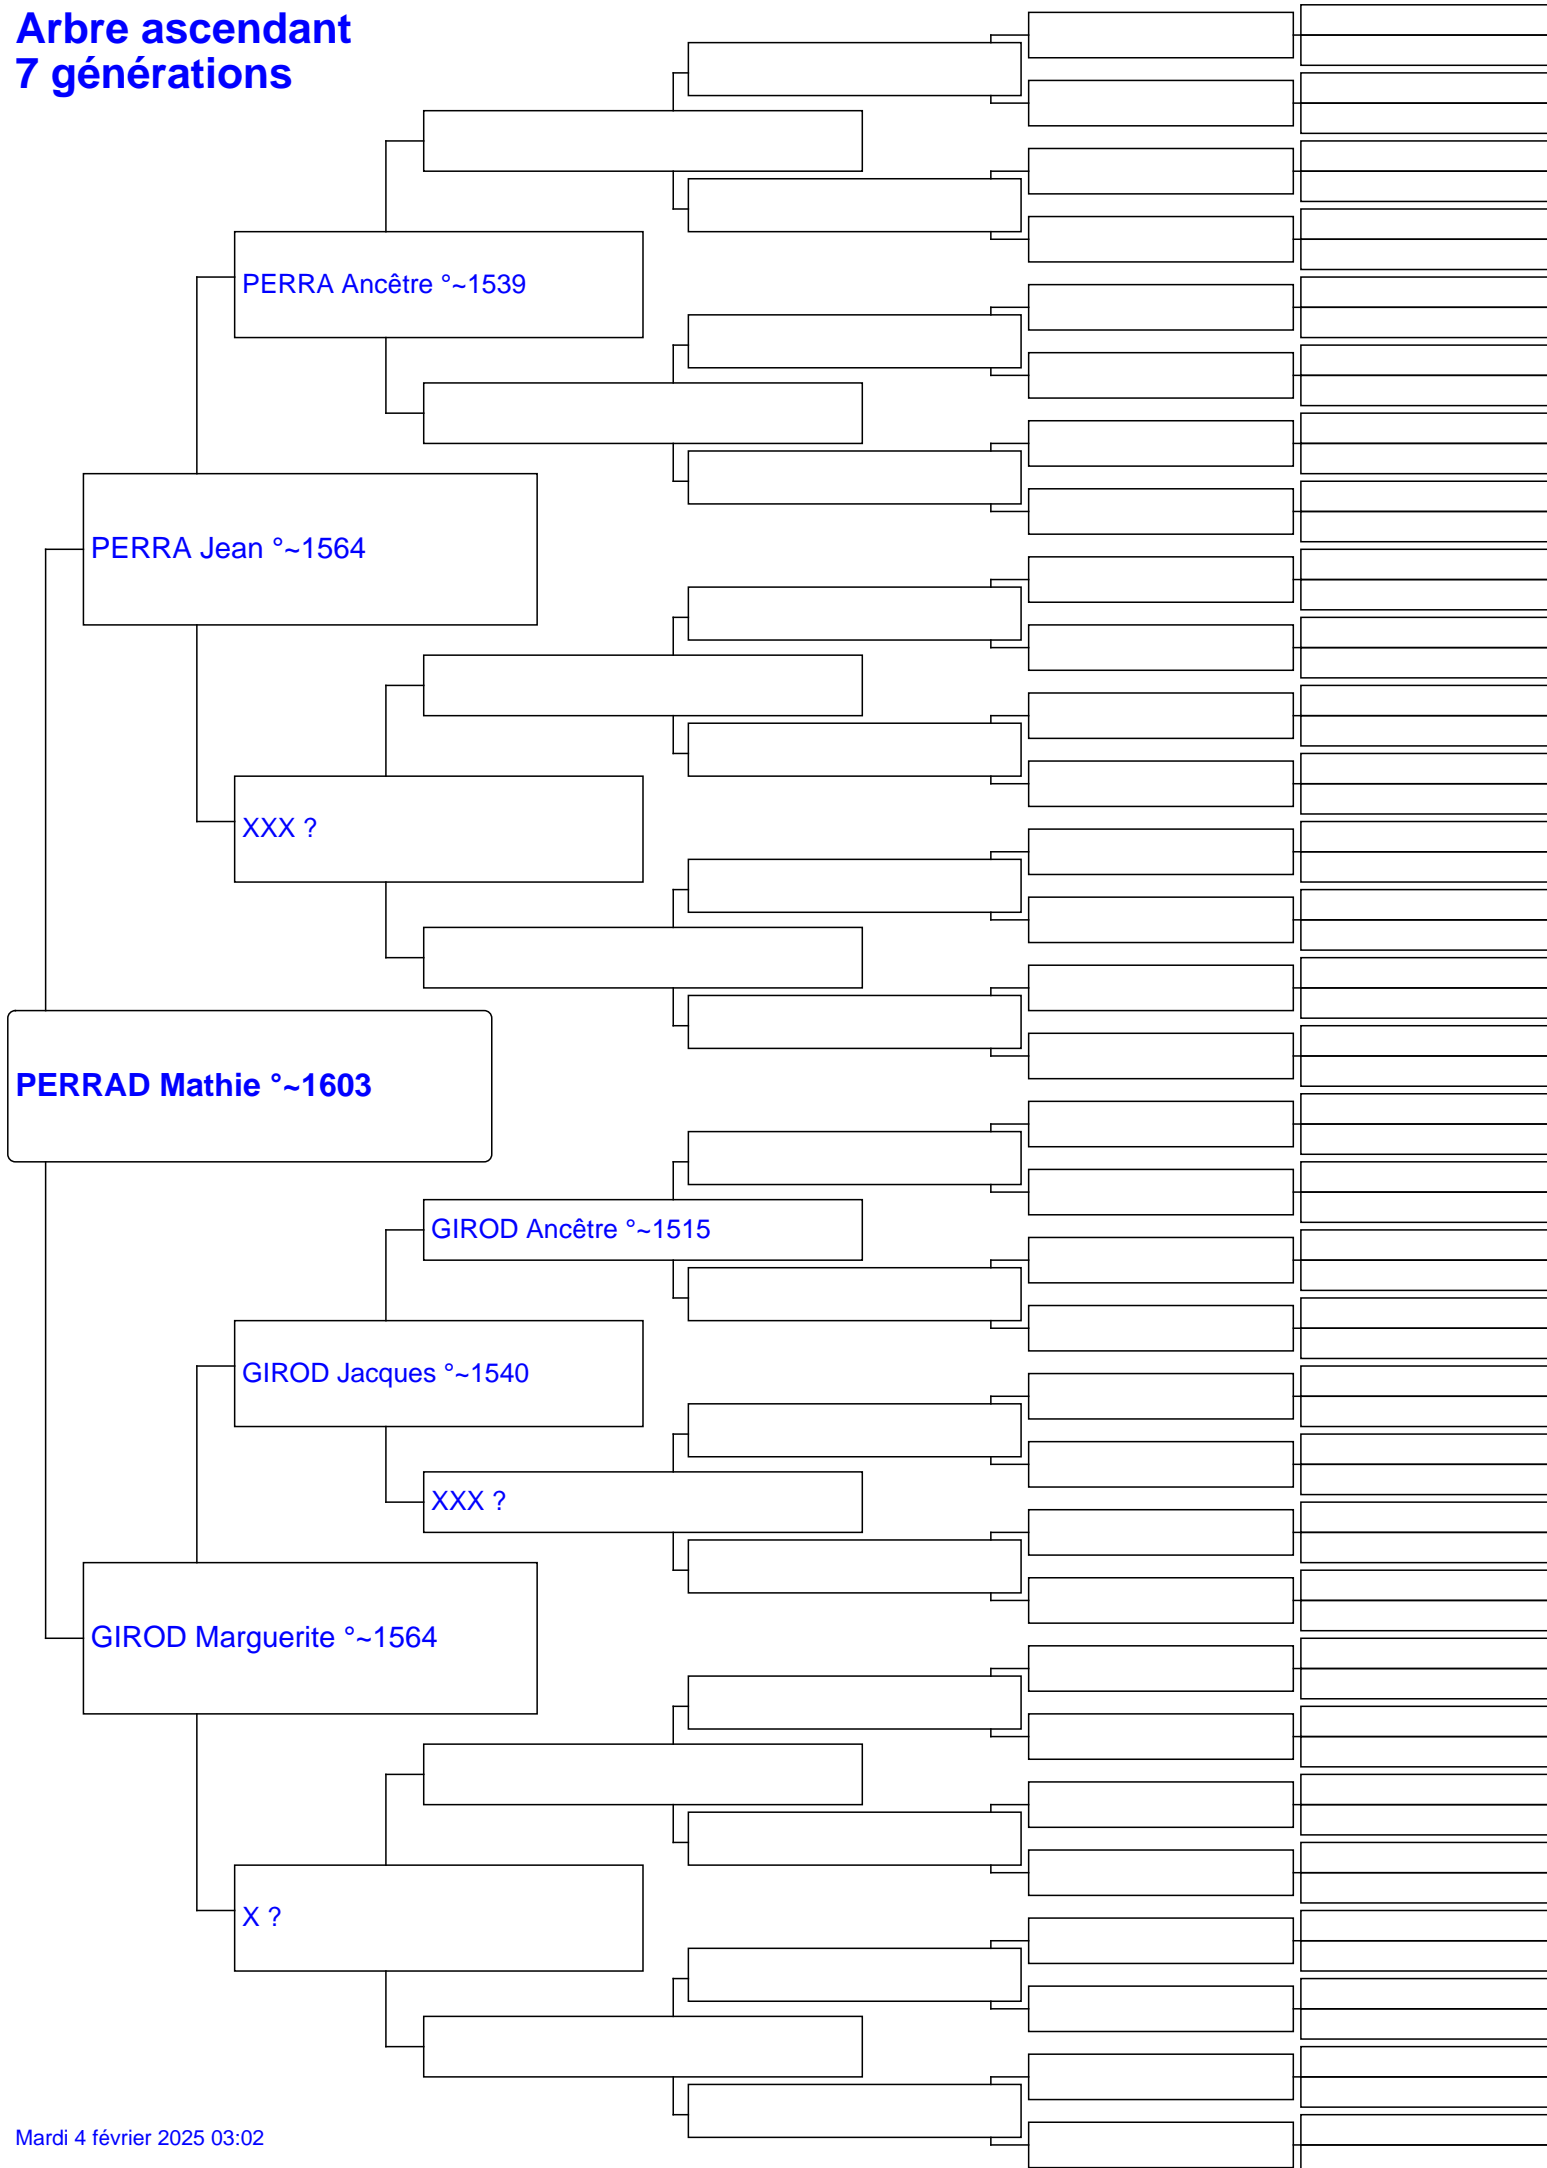 Arbre ascendant
7 générations
PERRA Ancêtre °~1539
PERRA Jean °~1564
XXX ?
PERRAD Mathie °~1603
GIROD Ancêtre °~1515
GIROD Jacques °~1540
XXX ?
GIROD Marguerite °~1564
X ?
Mardi 4 février 2025 03:02